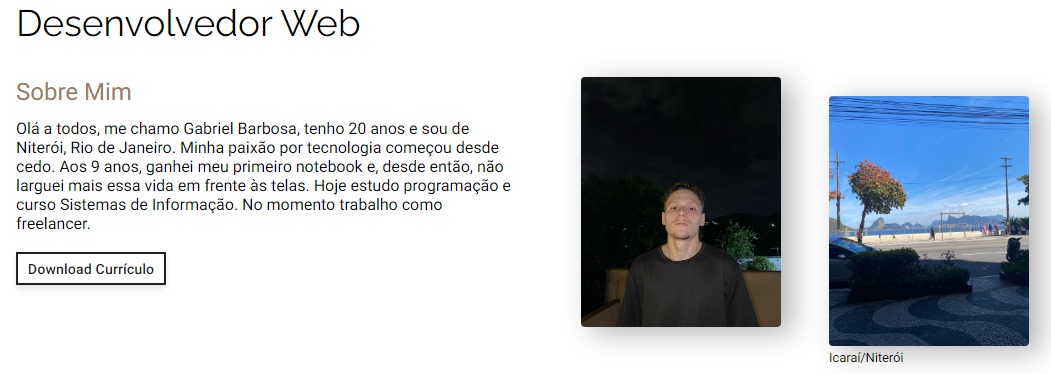 Desenvolvedor Web
Sobre Mim
Olá a todos, me chamo Gabriel Barbosa, tenho 20 anos e sou de
Niterói, Rio de Janeiro. Minha paixão por tecnologia começou desde
cedo. Aos 9 anos, ganhei meu primeiro notebook e, desde então, não
larguei mais essa vida em frente às telas. Hoje estudo programação e
curso Sistemas de Informação. No momento trabalho como
freelancer.
Download Currículo
Icaraí/Niterói